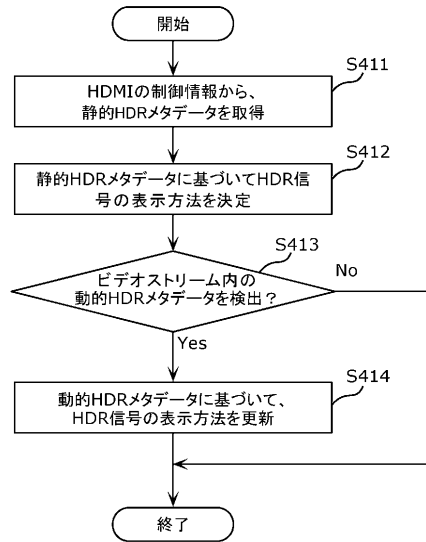 開始
S411
HDMIの制御情報から、
静的HDRメタデータを取得
S412
静的HDRメタデータに基づいてHDR信
号の表示方法を決定
S413
ビデオストリーム内の
動的HDRメタデータを検出？
No
Yes
S414
動的HDRメタデータに基づいて、
HDR信号の表示方法を更新
終了